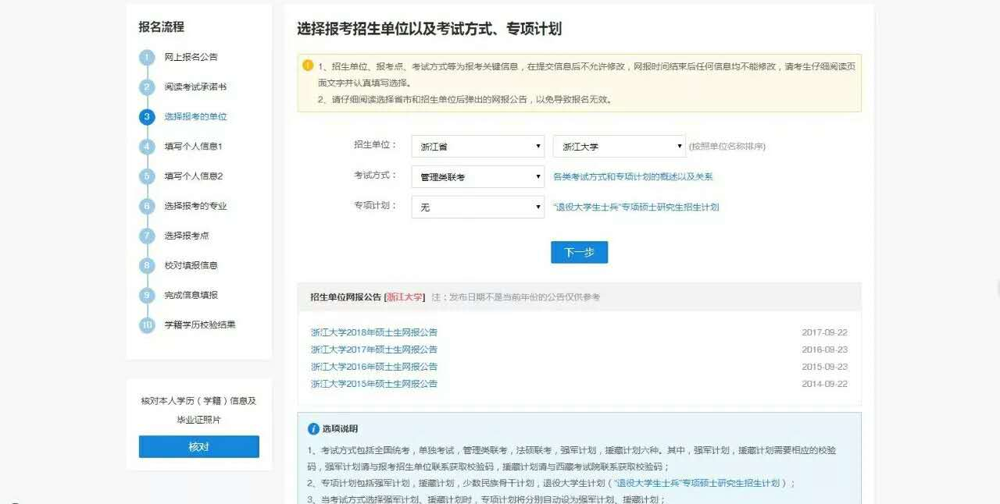 报名流程
1 网上报名公告
2 阅读考试承诺书
3 选择报考的单位
4 填写个人信息1
5 填写个人信息2
6 选择报考的专业
7 选择报考点
8 校对填报信息
9 完成信息填报
10 学籍学历校验结果
核对本人学历（学籍）信息及
毕业证照片
核对
选择报考招生单位以及考试方式、专项计划
1、招生单位、报考点、考试方式等为报考关键信息，在提交信息后不允许修改，网报时间结束后任何信息均不能修改，请考生仔细阅读页
面文字并认真填写选择。
2、请仔细阅读选择省市和招生单位后弹出的网报公告，以免导致报名无效。
招生单位： 浙江省 浙江大学 (按照单位名称排序)
考试方式： 管理类联考 各类考试方式和专项计划的概述以及关系
专项计划： 无 “退役大学生士兵”专项硕士研究生招生计划
下一步
招生单位网报公告 [浙江大学] 注：发布日期不是当前年份的公告仅供参考
浙江大学2018年硕士生网报公告 2017-09-22
浙江大学2017年硕士生网报公告 2016-09-23
浙江大学2016年硕士生网报公告 2015-09-23
浙江大学2015年硕士生网报公告 2014-09-22
选项说明
1、考试方式包括全国统考，单独考试，管理类联考，法硕联考，强军计划，援藏计划六种。其中，强军计划，援藏计划需要相应的校验
码，强军计划请与报考招生单位联系获取校验码，援藏计划请与西藏考试院联系获取校验码；
2、专项计划包括强军计划，援藏计划，少数民族骨干计划，退役大学生计划（“退役大学生士兵”专项硕士研究生招生计划）；
3、当考试方式选择强军计划、援藏计划时，专项计划将分别自动设为强军计划、援藏计划；